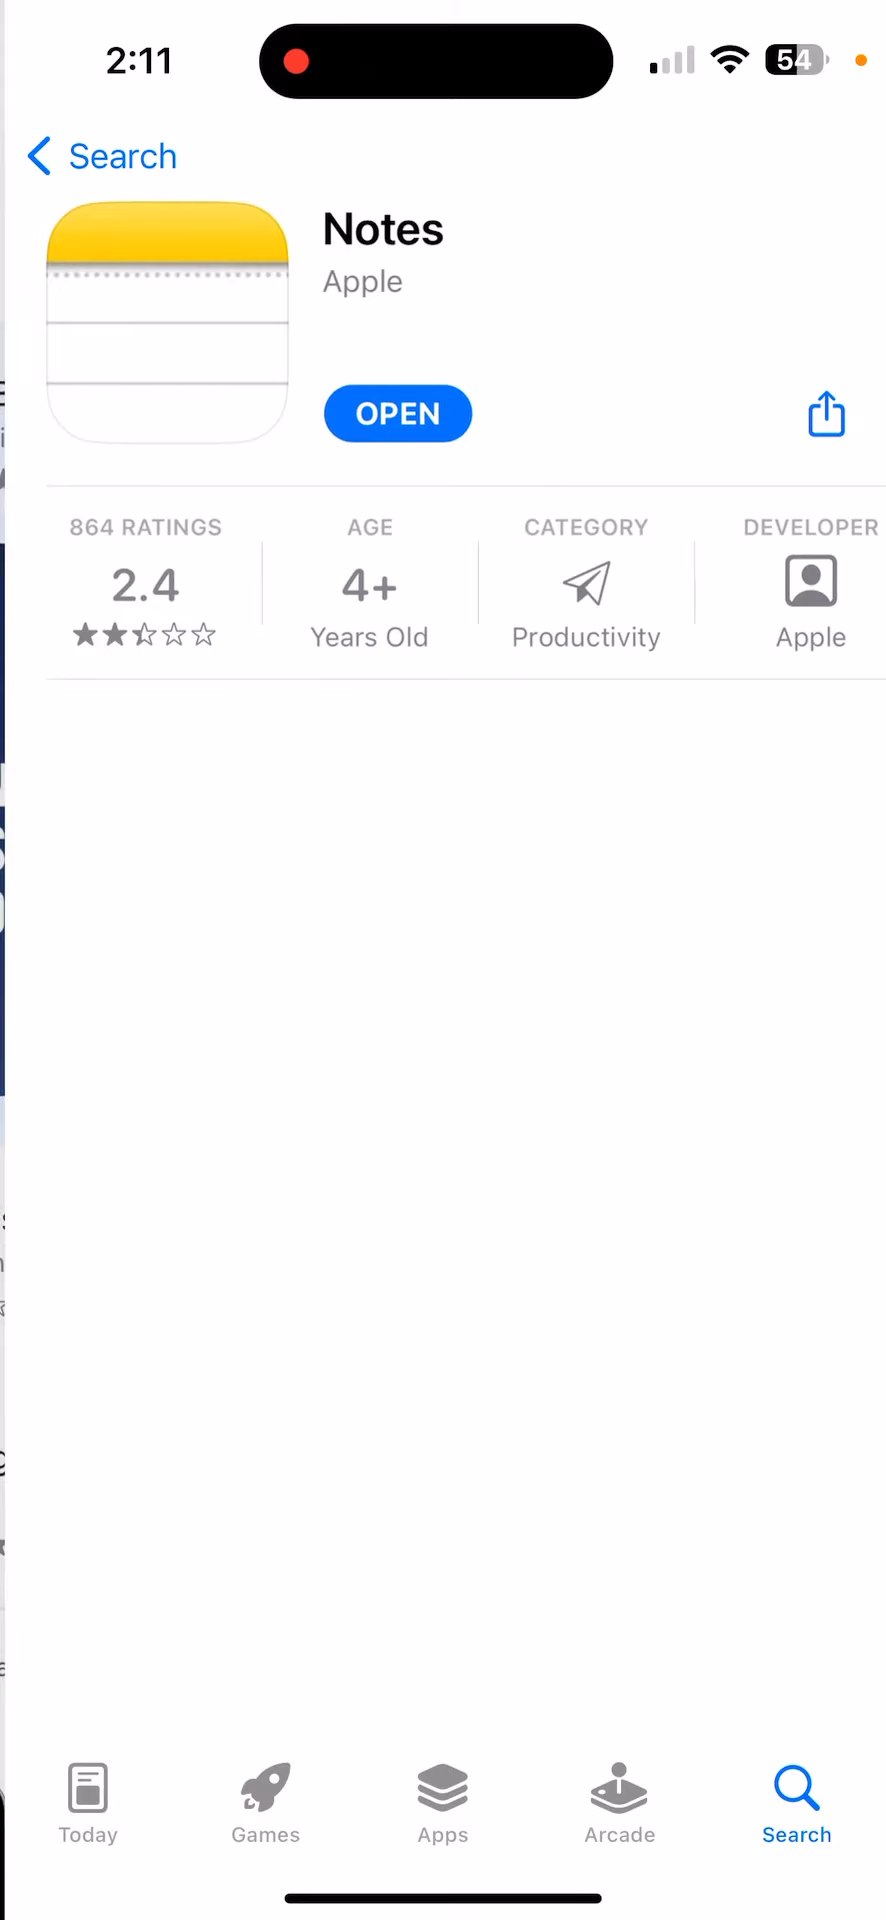 2:11
54
Search
Notes
Apple
OPEN
864 RATINGS
AGE
CATEGORY
DEVELOPER
2.4
4+
Years Old
Productivity
Apple
Today
Games
Apps
Arcade
Search